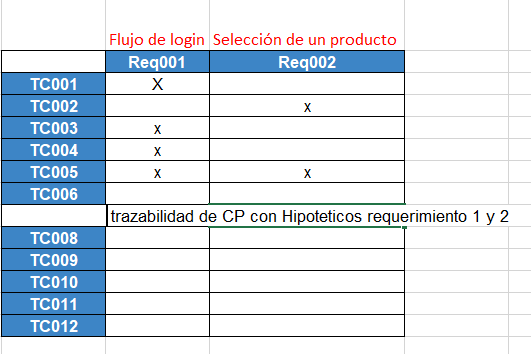 Flujo de login Selección de un producto
Req001 Req002
TC001 X
TC002 x
TC003 x
TC004 x
TC005 x x
TC006
trazabilidad de CP con Hipoteticos requerimiento 1 y 2
TC008
TC009
TC010
TC011
TC012